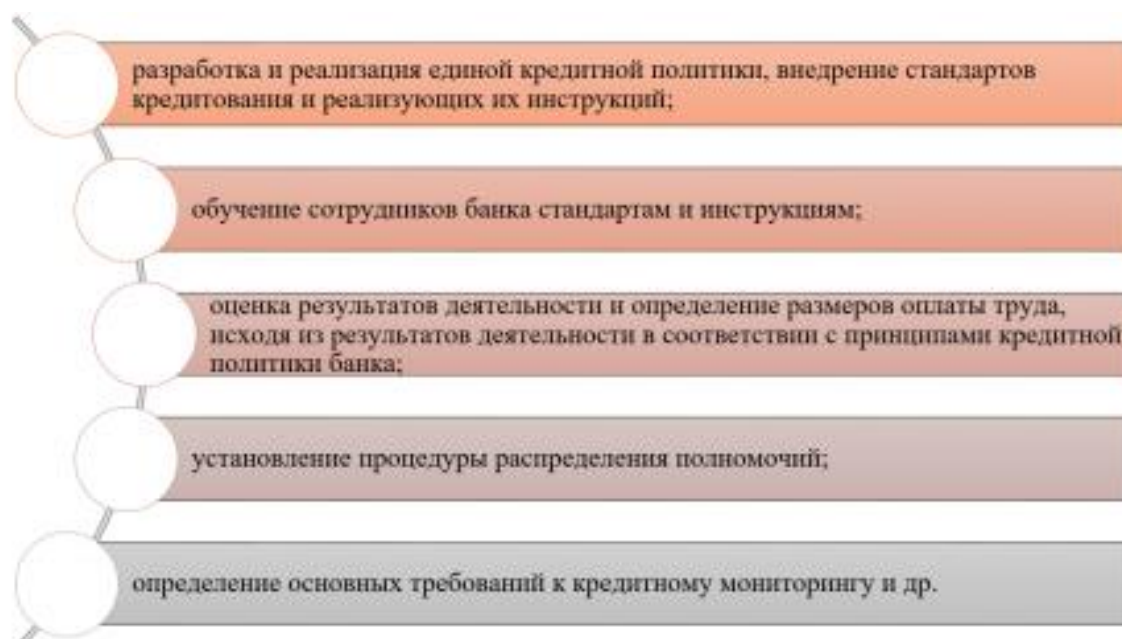 разработка и реализация единой кредитной политики, внедрение стандартов
кредитования и реализующих их инструкций;
обучение сотрудников банка стандартам и инструкциям;
оценка результатов деятельности и определение размеров оплаты труда,
исходя из результатов деятельности в соответствии с принципами кредитной
политики банка;
установление процедуры распределения полномочий;
определение основных требований к кредитному мониторингу и др.